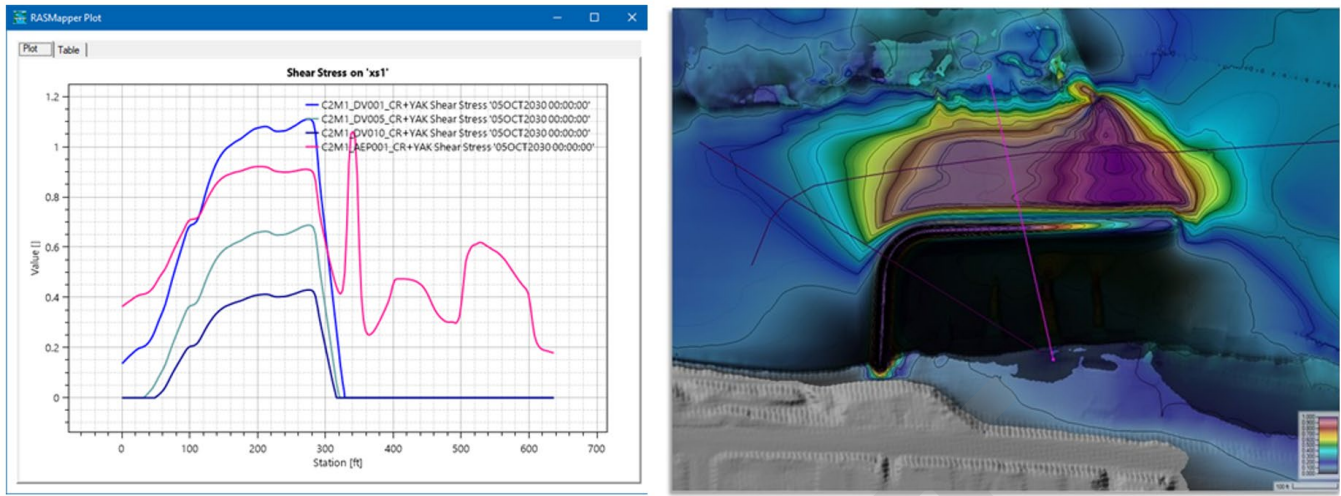 RASMapper Plot
Plot
Table
Shear Stress on 'xs1'
C2M1_DV001_CR+YAK Shear Stress '05OCT2030 00:00:00'
C2M1_DV005_CR+YAK Shear Stress '05OCT2030 00:00:00'
C2M1_DV010_CR+YAK Shear Stress '05OCT2030 00:00:00'
C2M1_AEP001_CR+YAK Shear Stress '05OCT2030 00:00:00'
1.2
1
0.8
0.6
0.4
0.2
0
Value []
0 100 200 300 400 500 600 700
Station [ft]
100 ft